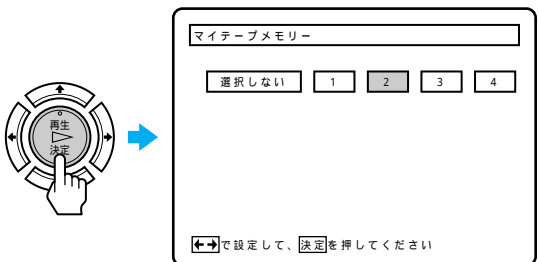 マイテープメモリー
選択しない 1 2 3 4
再生
決定
←→で設定して、決定を押してください